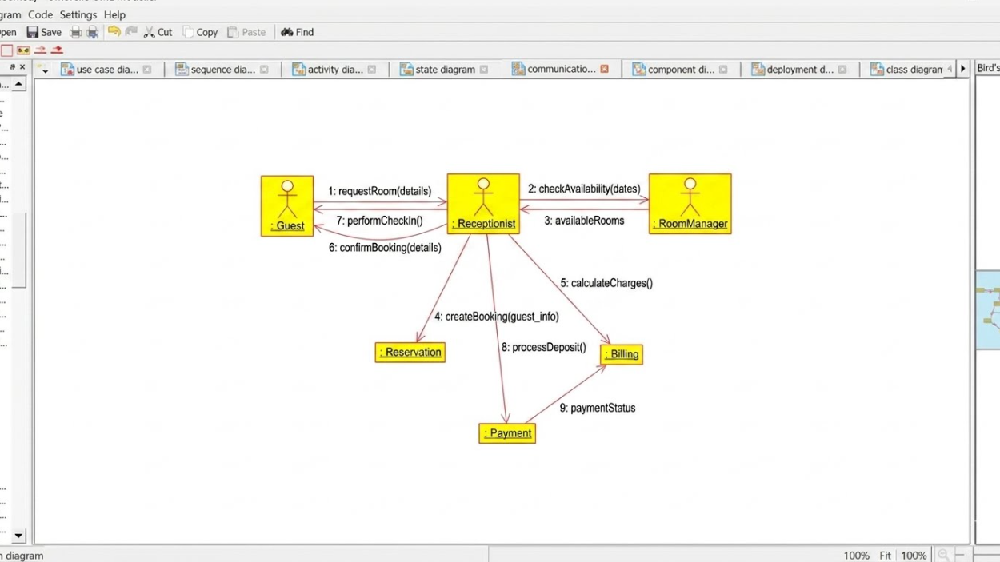 Code Settings Help
Save Cut Copy Paste Find
use case dia... sequence dia... activity dia... state diagram communicatio... component di... deployment d... class diagram Bird's
1: requestRoom(details)
2: checkAvailability(dates)
7: performCheckIn()
3: availableRooms
: Guest
: Receptionist
: RoomManager
6: confirmBooking(details)
5: calculateCharges()
4: createBooking(guest_info)
8: processDeposit()
: Reservation
: Billing
9: paymentStatus
: Payment
diagram 100% Fit 100%